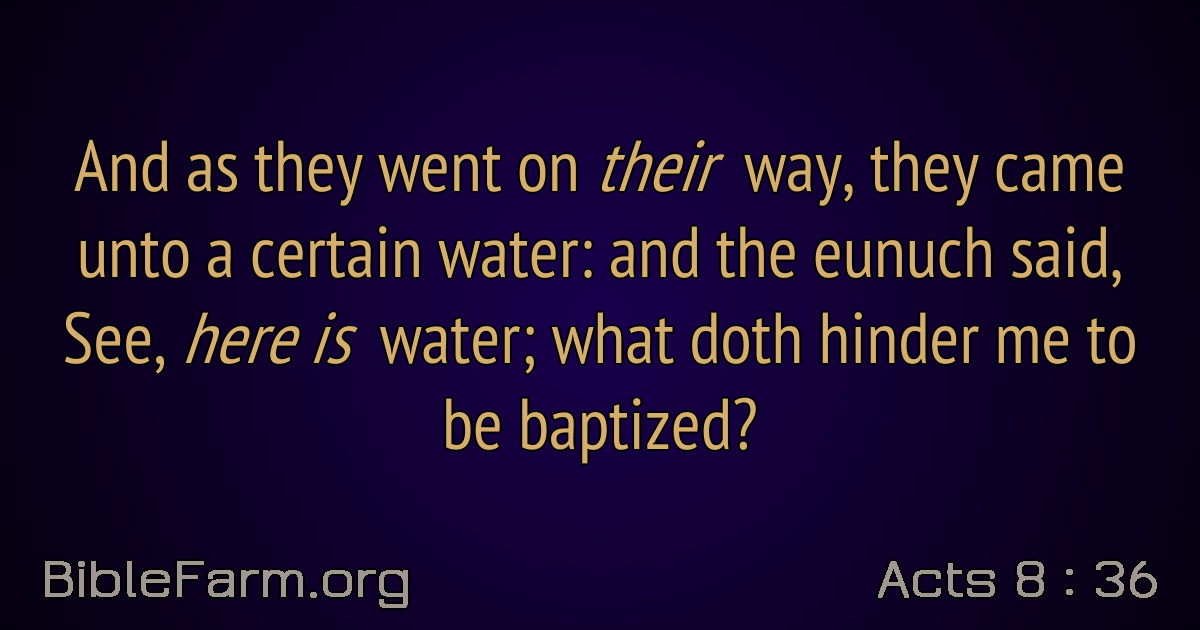 And as they went on their way, they came
unto a certain water: and the eunuch said,
See, here is water; what doth hinder me to
be baptized?
BibleFarm.org
Acts 8 : 36